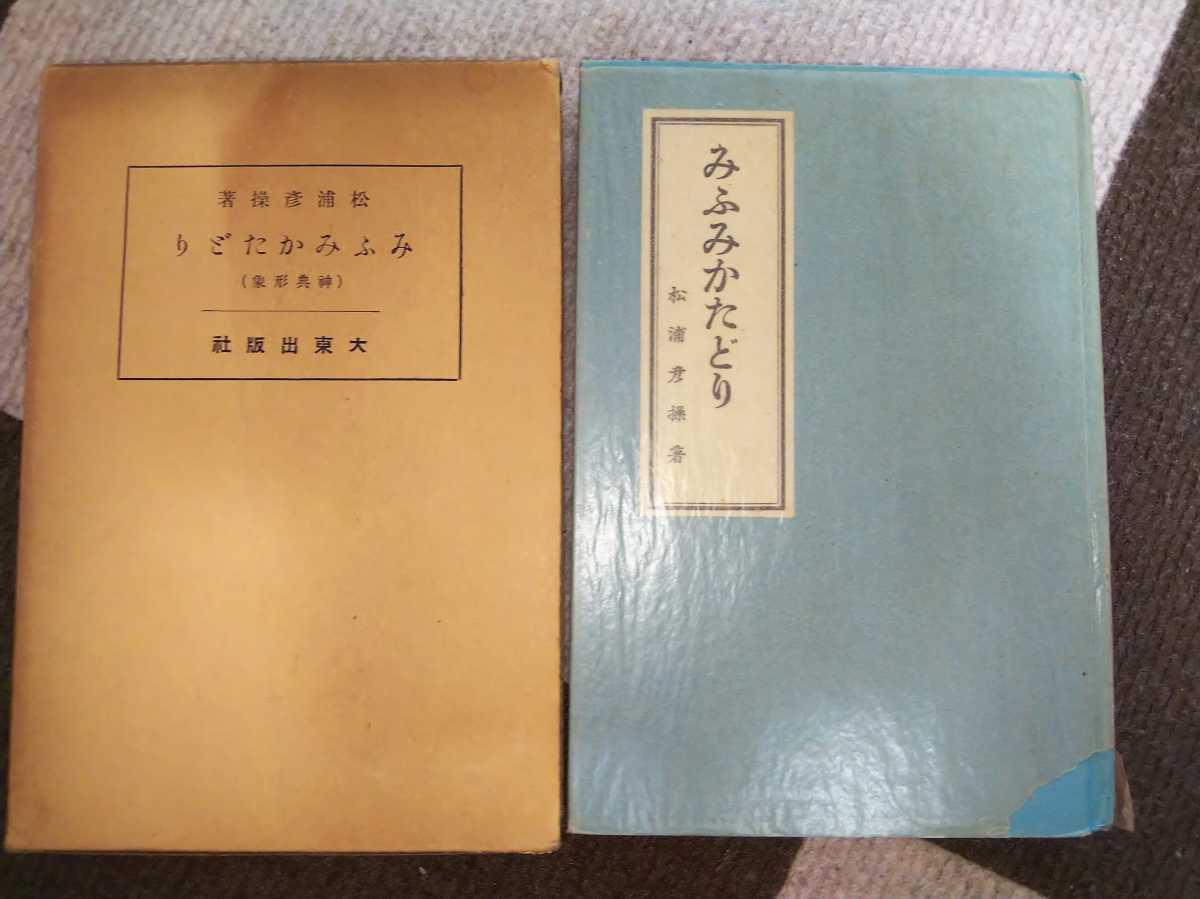 松浦彦操著
みふみかたどり
(神典形象)
大東出版社
みふみかたどり
松浦彦操著